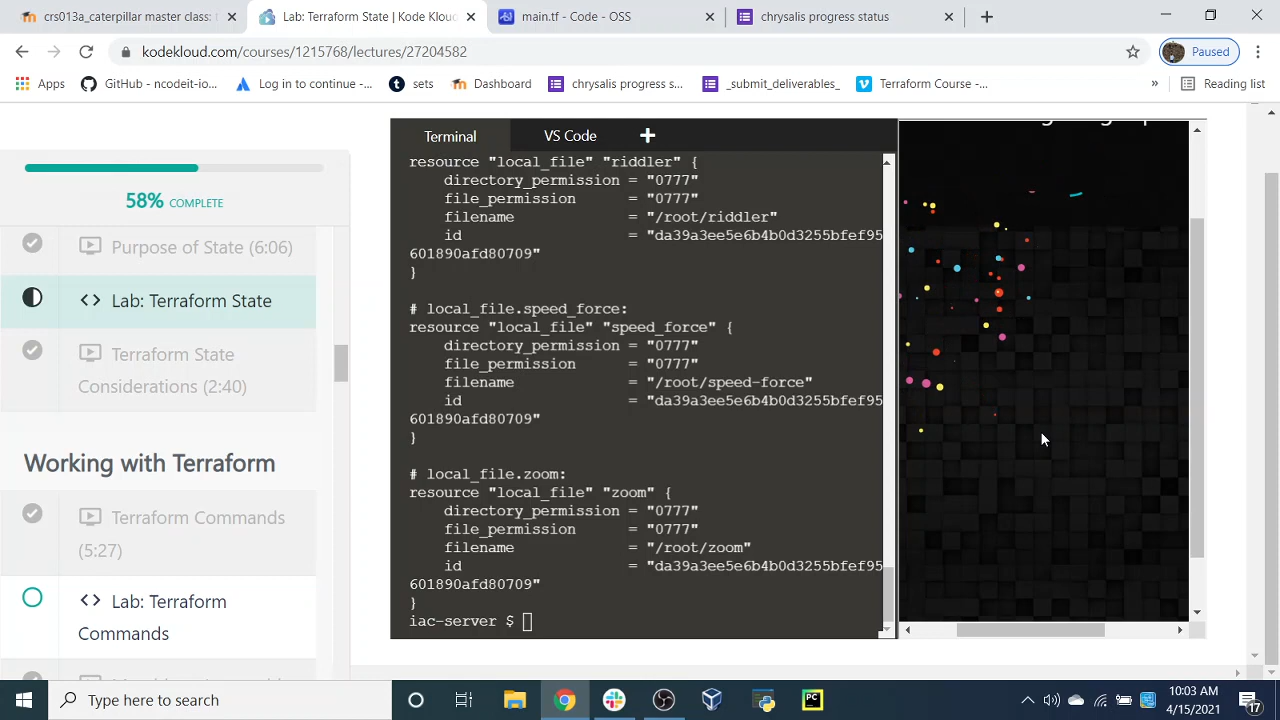 ts013a_caterpillar master class: t
Lab: Terraform State | Kode Kloud
main.tf - Code - OSS
chrysalis progress status
kodekloud.com/courses/1215768/lectures/27204582
Paused
Apps
GitHub - ncodeit-io...
Log in to continue -...
sets
Dashboard
chrysalis progress s...
_submit_deliverables_
Terraform Course -...
»
Reading list
58% COMPLETE
Purpose of State (6:06)
<> Lab: Terraform State
Terraform State
Considerations (2:40)
Working with Terraform
Terraform Commands
(5:27)
<> Lab: Terraform
Commands
Terminal
VS Code
+
resource "local_file" "riddler" {
directory_permission = "0777"
file_permission = "0777"
filename = "/root/riddler"
id = "da39a3ee5e6b4b0d3255bfef95
601890afd80709"
}
# local_file.speed_force:
resource "local_file" "speed_force" {
directory_permission = "0777"
file_permission = "0777"
filename = "/root/speed-force"
id = "da39a3ee5e6b4b0d3255bfef95
601890afd80709"
}
# local_file.zoom:
resource "local_file" "zoom" {
directory_permission = "0777"
file_permission = "0777"
filename = "/root/zoom"
id = "da39a3ee5e6b4b0d3255bfef95
601890afd80709"
}
iac-server $
Type here to search
PC
10:03 AM
4/15/2021
17